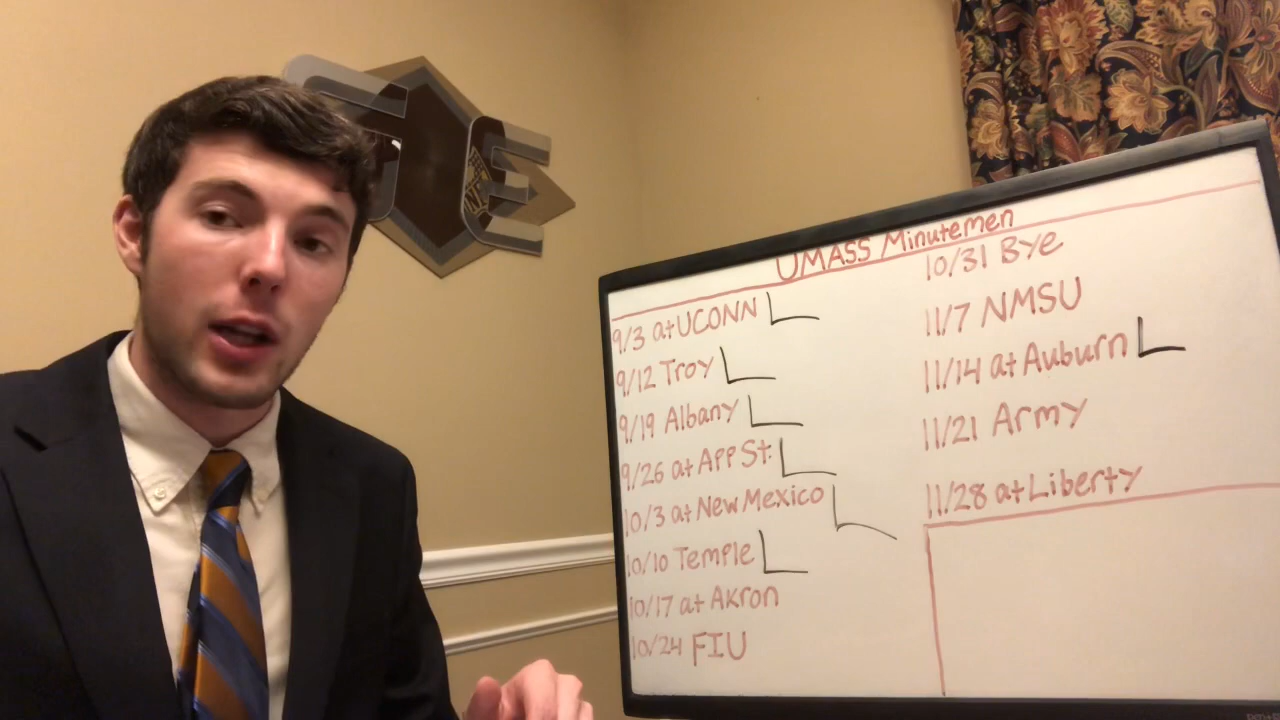 UMASS Minutemen
9/3 at UCONN L
9/12 Troy L
9/19 Albany L
9/26 at App St. L
10/3 at New Mexico L
10/10 Temple L
10/17 at Akron
10/24 FIU
10/31 Bye
11/7 NMSU
11/14 at Auburn L
11/21 Army
11/28 at Liberty